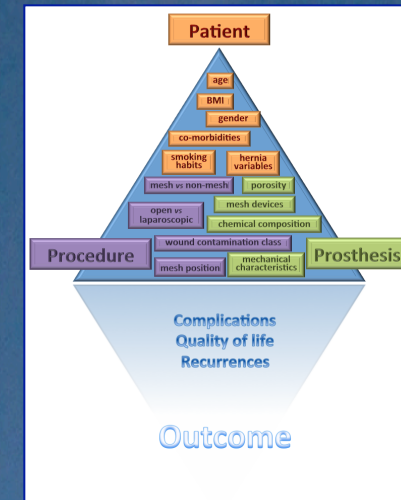 Patient
age
BMI
gender
co-morbidities
smoking
habits
hernia
variables
mesh vs non-mesh
porosity
open vs
laparoscopic
mesh devices
chemical composition
Procedure
wound contamination class
Prosthesis
mesh position
mechanical
characteristics
Complications
Quality of life
Recurrences
Outcome